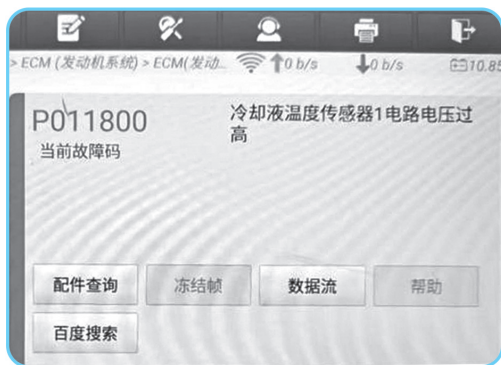 > ECM (发动机系统) > ECM(发动... 0 b/s 0 b/s 10.85
P011800
冷却液温度传感器1电路电压过
高
当前故障码
配件查询 冻结帧 数据流 帮助
百度搜索